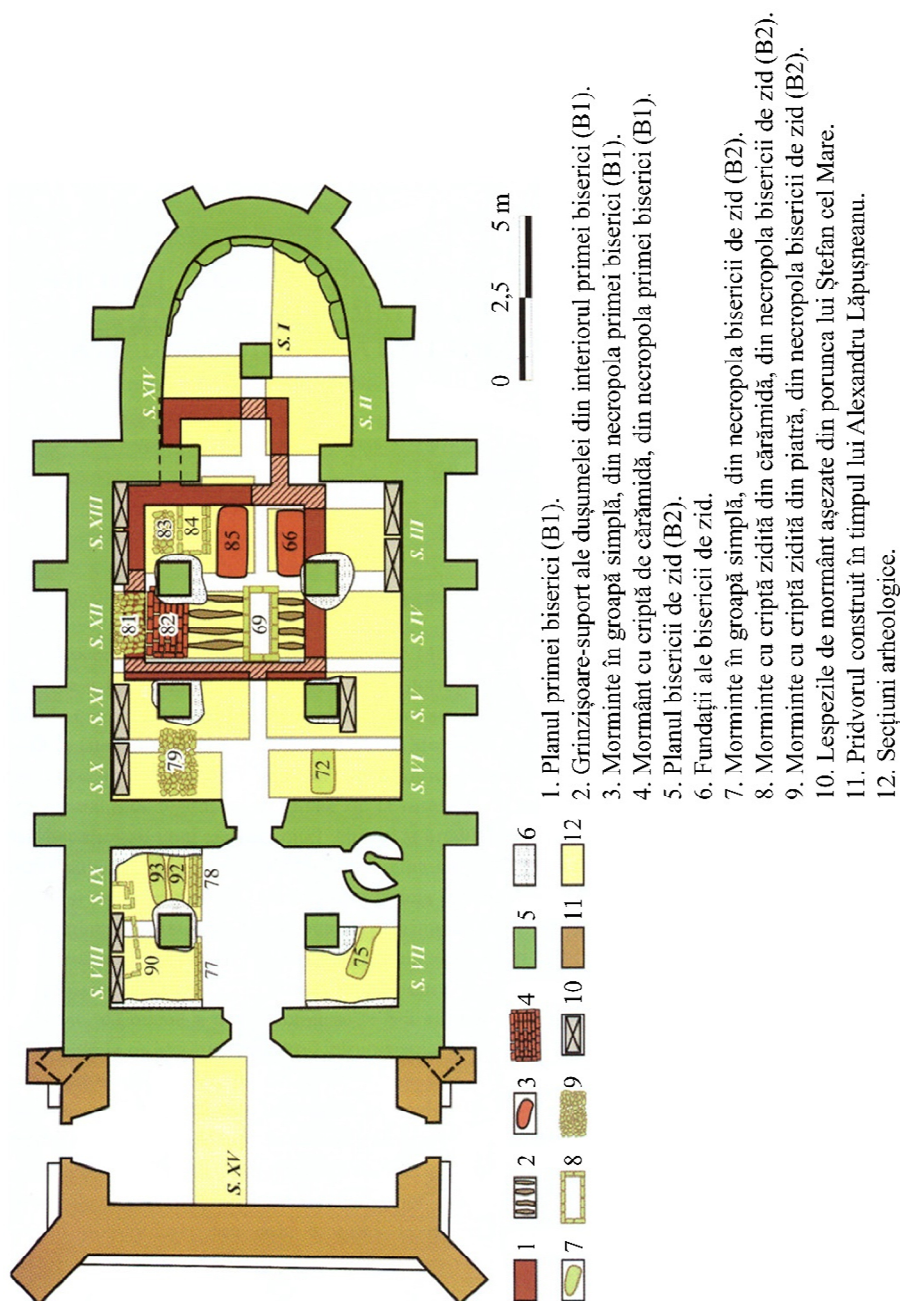 S. XIV
S. I
S. II
S. XIII
S. XII
S. XI
S. X
S. IX
S. VIII
S. III
S. IV
S. V
S. VI
S. VII
S. XV
83
84
85
66
81
82
69
79
72
93
92
78
90
77
75
0 2,5 5 m
1 2 3 4 5 6
7 8 9 10 11 12
1. Planul primei biserici (B1).
2. Grinzișoare-suport ale dușumelei din interiorul primei biserici (B1).
3. Morminte în groapă simplă, din necropola primei biserici (B1).
4. Mormânt cu criptă de cărămidă, din necropola primei biserici (B1).
5. Planul bisericii de zid (B2).
6. Fundații ale bisericii de zid.
7. Morminte în groapă simplă, din necropola bisericii de zid (B2).
8. Morminte cu criptă zidită din cărămidă, din necropola bisericii de zid (B2).
9. Morminte cu criptă zidită din piatră, din necropola bisericii de zid (B2).
10. Lespezile de mormânt așezate din porunca lui Ștefan cel Mare.
11. Pridvorul construit în timpul lui Alexandru Lăpușneanu.
12. Secțiuni arheologice.